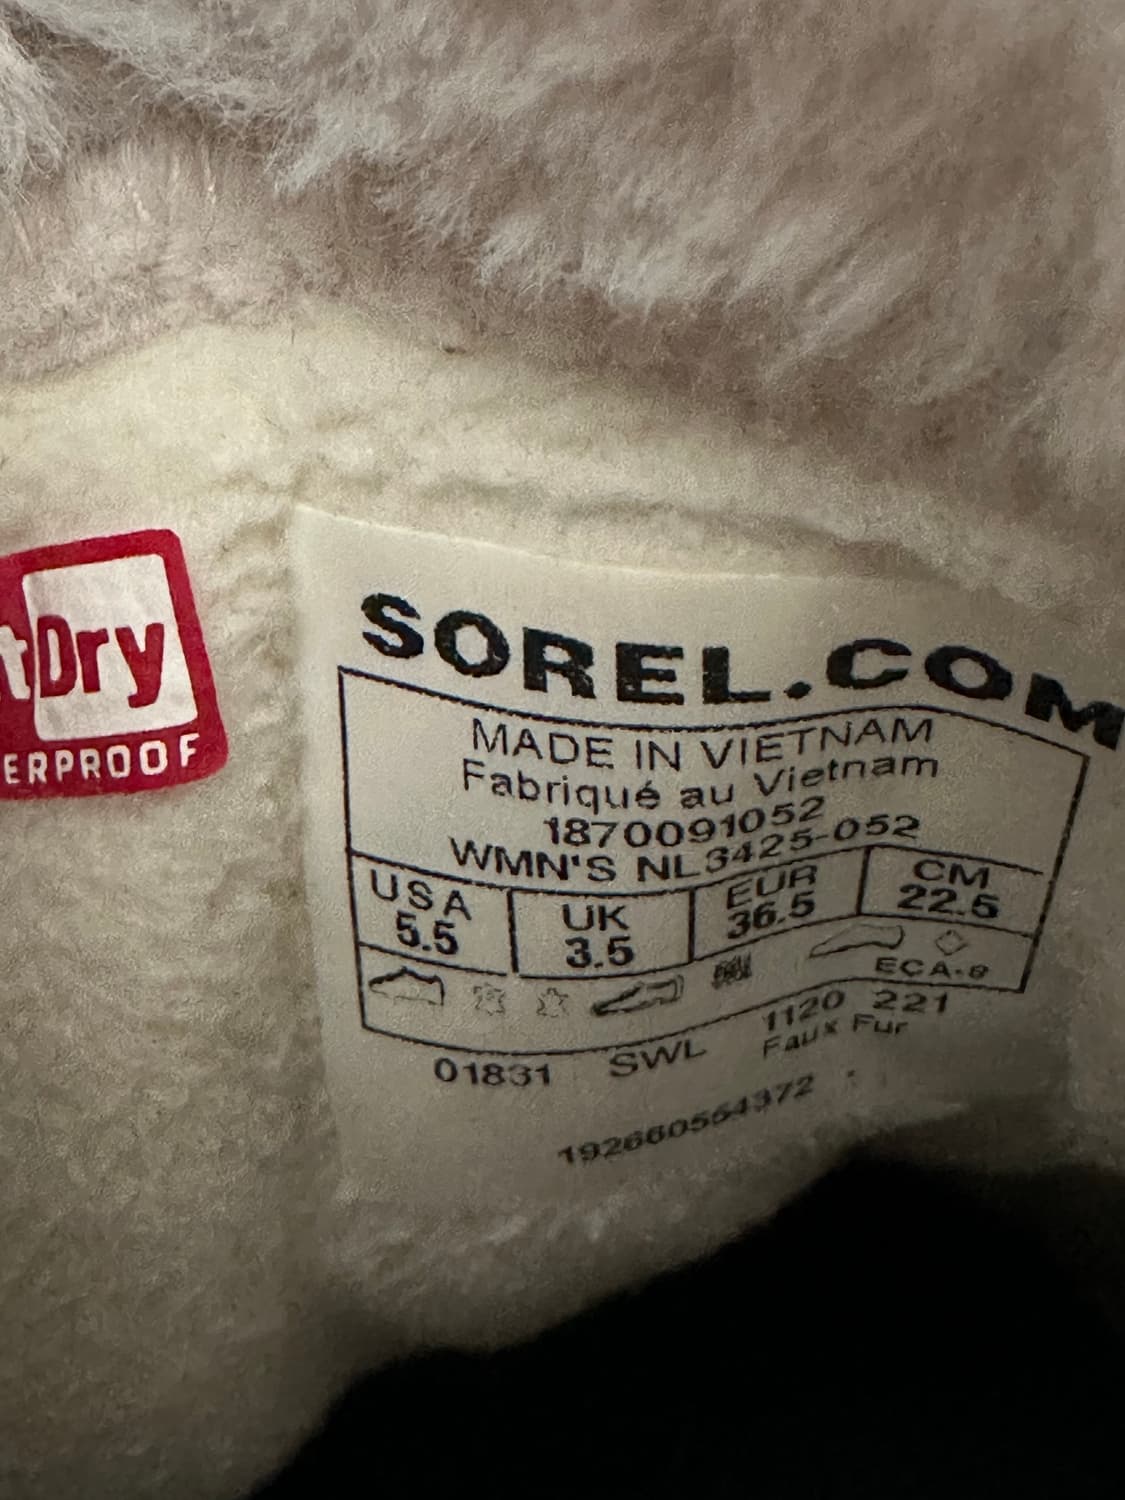 tDry
ERPROOF
SOREL.COM
MADE IN VIETNAM
Fabriqué au Vietnam
1870091052
WMN'S NL3425-052
USA 5.5 UK 3.5 EUR 36.5 CM 22.5
ECA-8
01831 SWL 1120 221
Faux Fur
192660554372